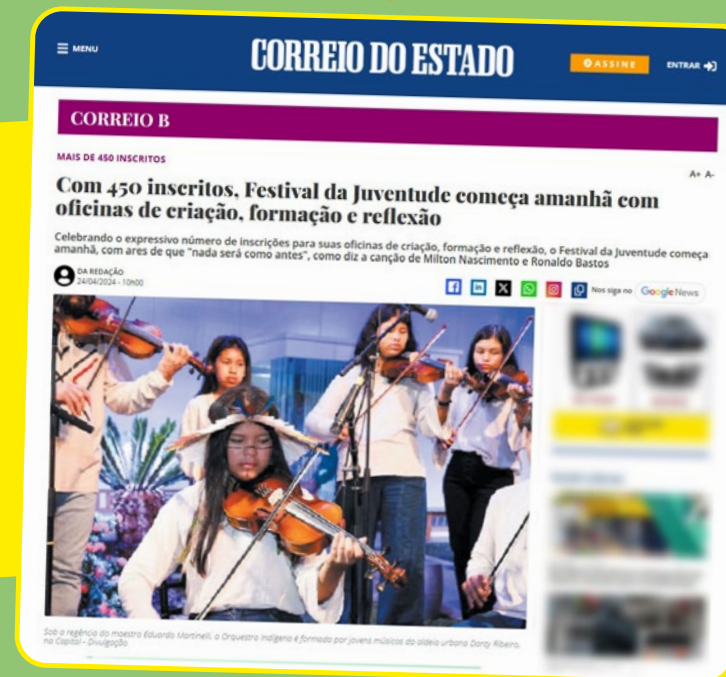 MENU
CORREIO DO ESTADO
ASSINE
ENTRAR
CORREIO B
MAIS DE 450 INSCRITOS
A+ A-
Com 450 inscritos, Festival da Juventude começa amanhã com
oficinas de criação, formação e reflexão
Celebrando o expressivo número de inscrições para suas oficinas de criação, formação e reflexão, o Festival da Juventude começa
amanhã, com ares de que "nada será como antes", como diz a canção de Milton Nascimento e Ronaldo Bastos
DA REDAÇÃO
24/04/2024 - 10h00
Nos siga no Google News
Sob a regência do maestro Eduardo Martinelli, a Orquestra Indígena é formada por jovens músicos da aldeia urbana Darcy Ribeiro,
na Capital - Divulgação